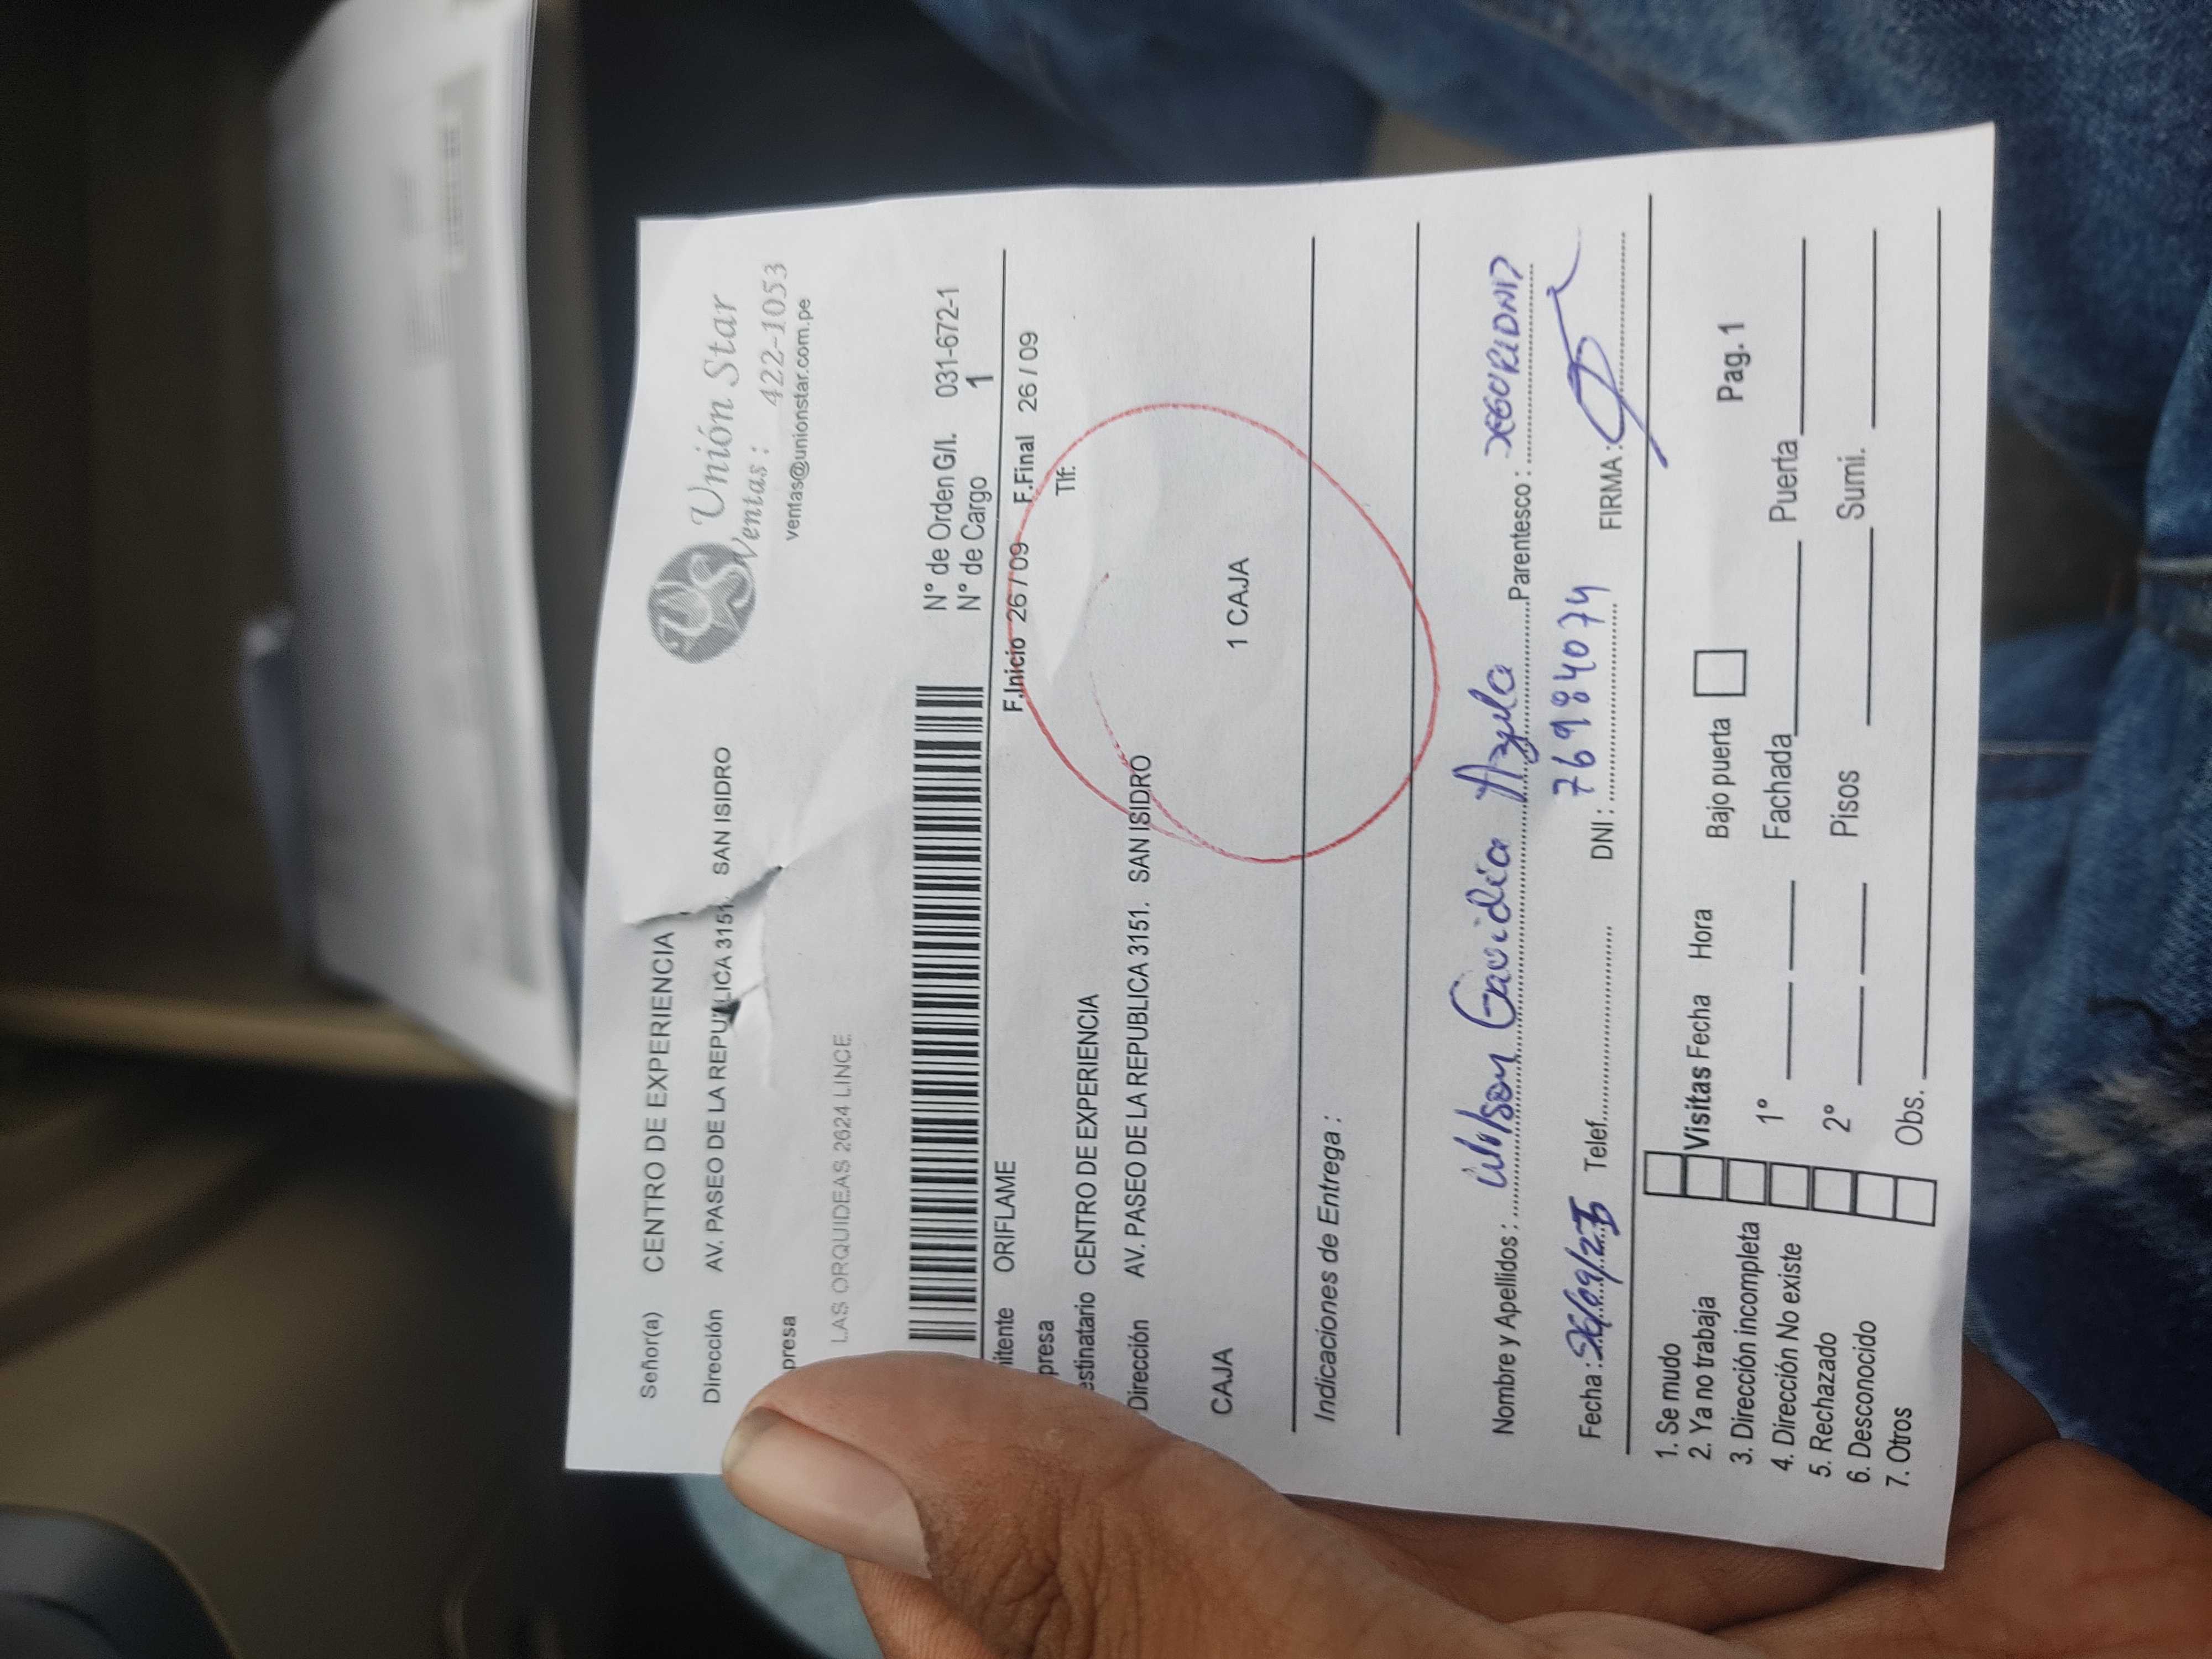 Señor(a) CENTRO DE EXPERIENCIA
Unión Star
Dirección AV. PASEO DE LA REPUBLICA 3151. SAN ISIDRO
Ventas: 422-1053
presa
ventas@unionstar.com.pe
LAS ORQUIDEAS 2624 LINCE
N° de Orden G/I. 031-672-1
N° de Cargo 1
itente ORIFLAME F.Inicio 26 / 09 F.Final 26 / 09
presa Tlf:
estinatario CENTRO DE EXPERIENCIA
Dirección AV. PASEO DE LA REPUBLICA 3151. SAN ISIDRO
CAJA 1 CAJA
Indicaciones de Entrega :
Nombre y Apellidos : Wilson Gavidia Parentesco :
Fecha : 26/09/25 Telef. DNI : 76984074 FIRMA :
1. Se mudo
2. Ya no trabaja Visitas Fecha Hora Bajo puerta Pag. 1
3. Dirección incompleta
4. Dirección No existe 1° Fachada Puerta
5. Rechazado
6. Desconocido 2° Pisos Sumi.
7. Otros Obs.